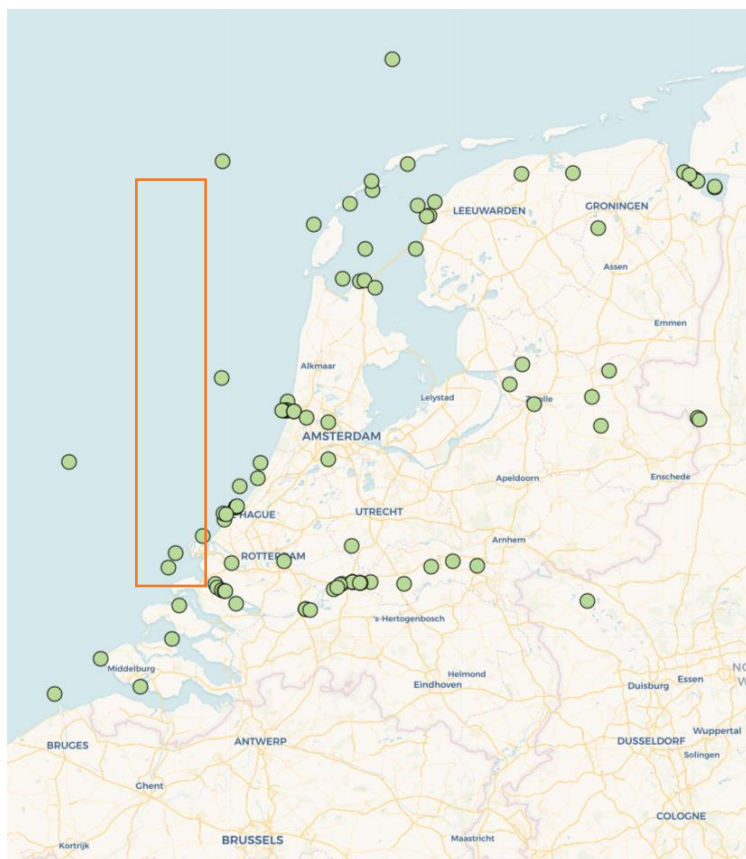 LEEUWARDEN
GRONINGEN
Assen
Emmen
Alkmaar
Lelystad
AMSTERDAM
Apeldoorn
Enschede
HAGUE
UTRECHT
Arnhem
ROTTERDAM
's-Hertogenbosch
Middelburg
Helmond
Eindhoven
Duisburg
Essen
BRUGES
ANTWERP
DUSSELDORF
Wuppertal
Solingen
Ghent
COLOGNE
BRUSSELS
Maastricht
Kortrijk